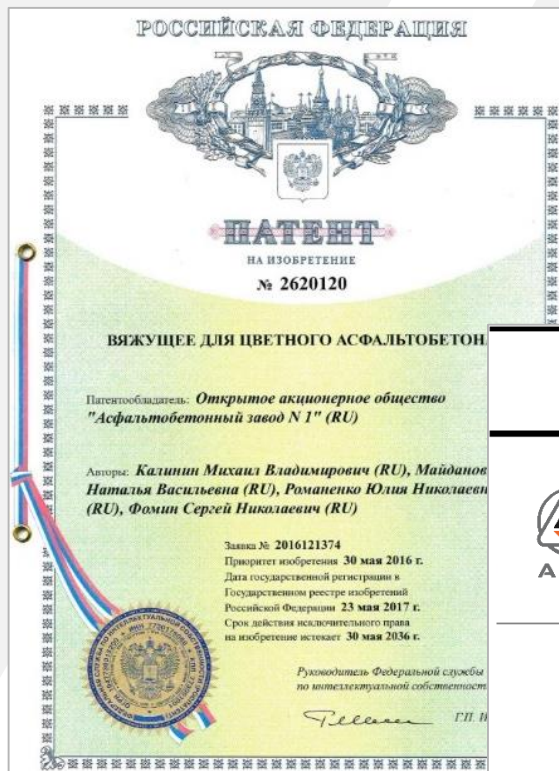 РОССИЙСКАЯ ФЕДЕРАЦИЯ
ПАТЕНТ
НА ИЗОБРЕТЕНИЕ
№ 2620120
ВЯЖУЩЕЕ ДЛЯ ЦВЕТНОГО АСФАЛЬТОБЕТОН
Патентообладатель: Открытое акционерное общество
"Асфальтобетонный завод N 1" (RU)
Авторы: Калинин Михаил Владимирович (RU), Майданов
Наталья Васильевна (RU), Романенко Юлия Николаевн
(RU), Фомин Сергей Николаевич (RU)
Заявка № 2016121374
Приоритет изобретения 30 мая 2016 г.
Дата государственной регистрации в
Государственном реестре изобретений
Российской Федерации 23 мая 2017 г.
Срок действия исключительного права
на изобретение истекает 30 мая 2036 г.
Руководитель Федеральной службы
по интеллектуальной собственност
Г.П.